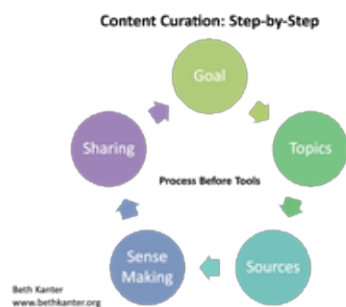 Content Curation: Step-by-Step
Goal
Topics
Sources
Sense
Making
Sharing
Process Before Tools
Beth Kanter
www.bethkanter.org